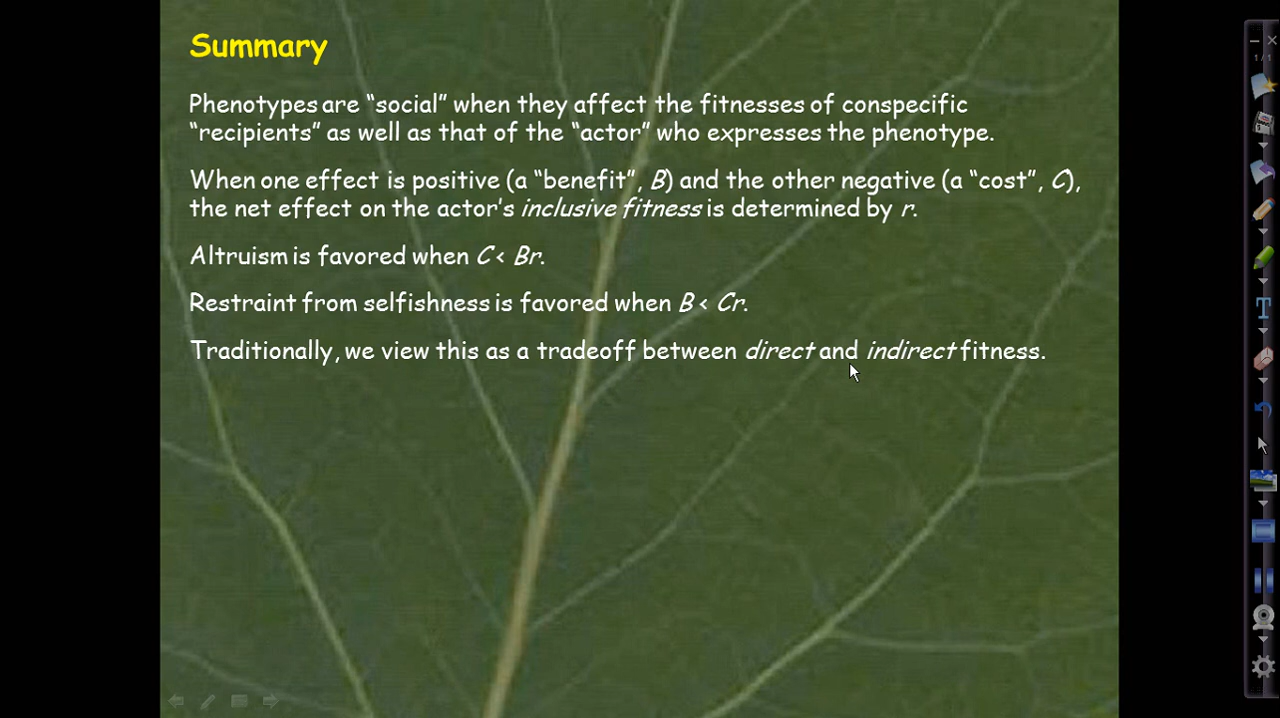 Summary
Phenotypes are “social” when they affect the fitnesses of conspecific
“recipients” as well as that of the “actor” who expresses the phenotype.
When one effect is positive (a “benefit”, B) and the other negative (a “cost”, C),
the net effect on the actor’s inclusive fitness is determined by r.
Altruism is favored when C < Br.
Restraint from selfishness is favored when B < Cr.
Traditionally, we view this as a tradeoff between direct and indirect fitness.
1/1
T